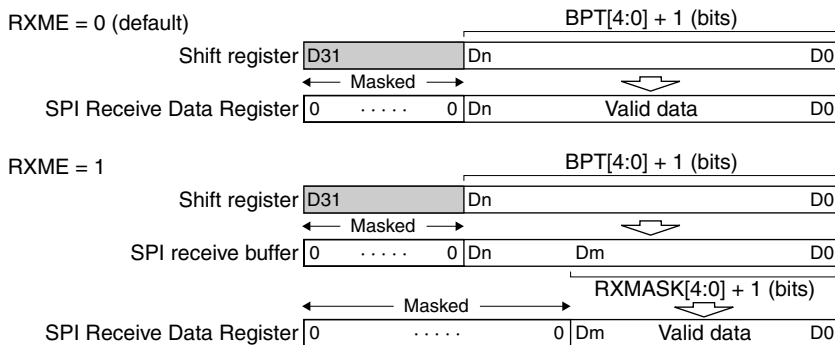 RXME = 0 (default)
BPT[4:0] + 1 (bits)
Shift register D31 Dn D0
Masked
SPI Receive Data Register 0 ..... 0 Dn Valid data D0
RXME = 1
BPT[4:0] + 1 (bits)
Shift register D31 Dn D0
Masked
SPI receive buffer 0 ..... 0 Dn Dm D0
RXMASK[4:0] + 1 (bits)
Masked
SPI Receive Data Register 0 ..... 0 Dm Valid data D0